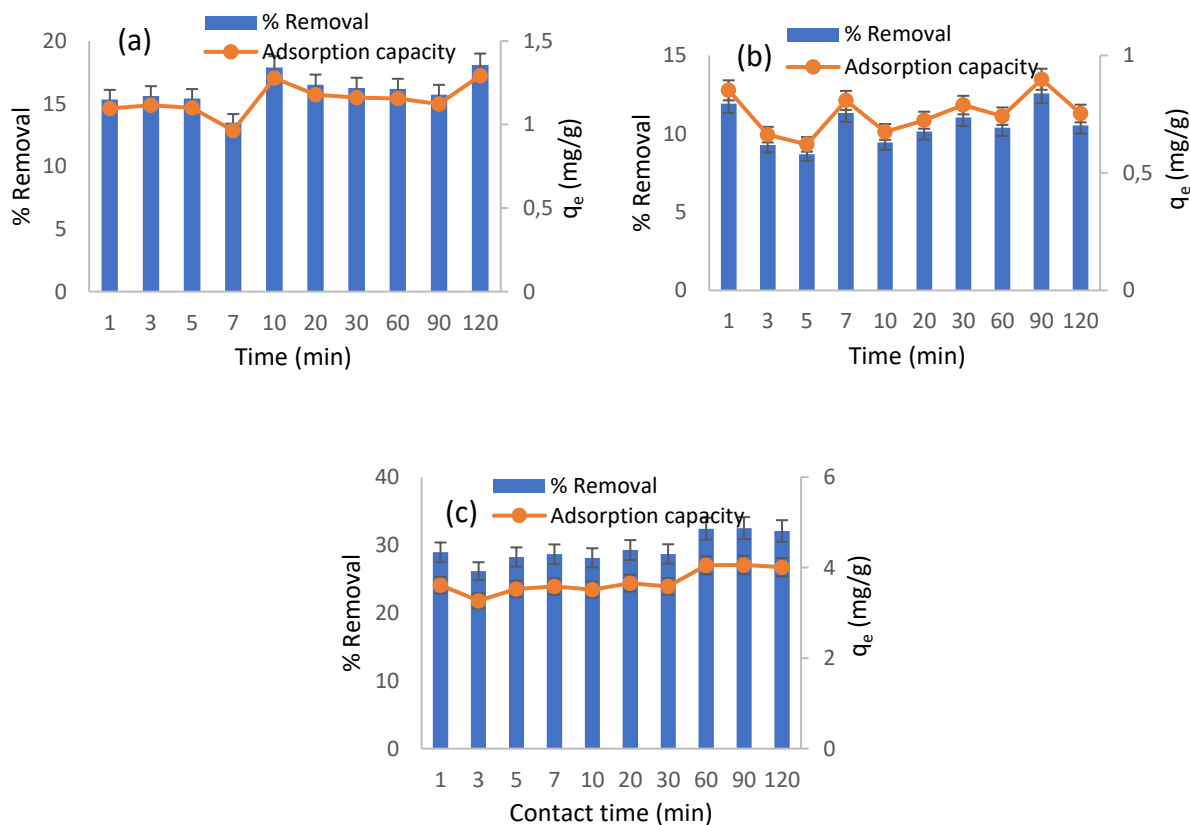 (a)
% Removal
Adsorption capacity
20
15
10
5
0
% Removal
1,5
1
0,5
0
qe (mg/g)
1 3 5 7 10 20 30 60 90 120
Time (min)
(b)
% Removal
Adsorption capacity
15
10
5
0
% Removal
1
0,5
0
qe (mg/g)
1 3 5 7 10 20 30 60 90 120
Time (min)
(c)
% Removal
Adsorption capacity
40
30
20
10
0
% Removal
6
4
2
0
qe (mg/g)
1 3 5 7 10 20 30 60 90 120
Contact time (min)